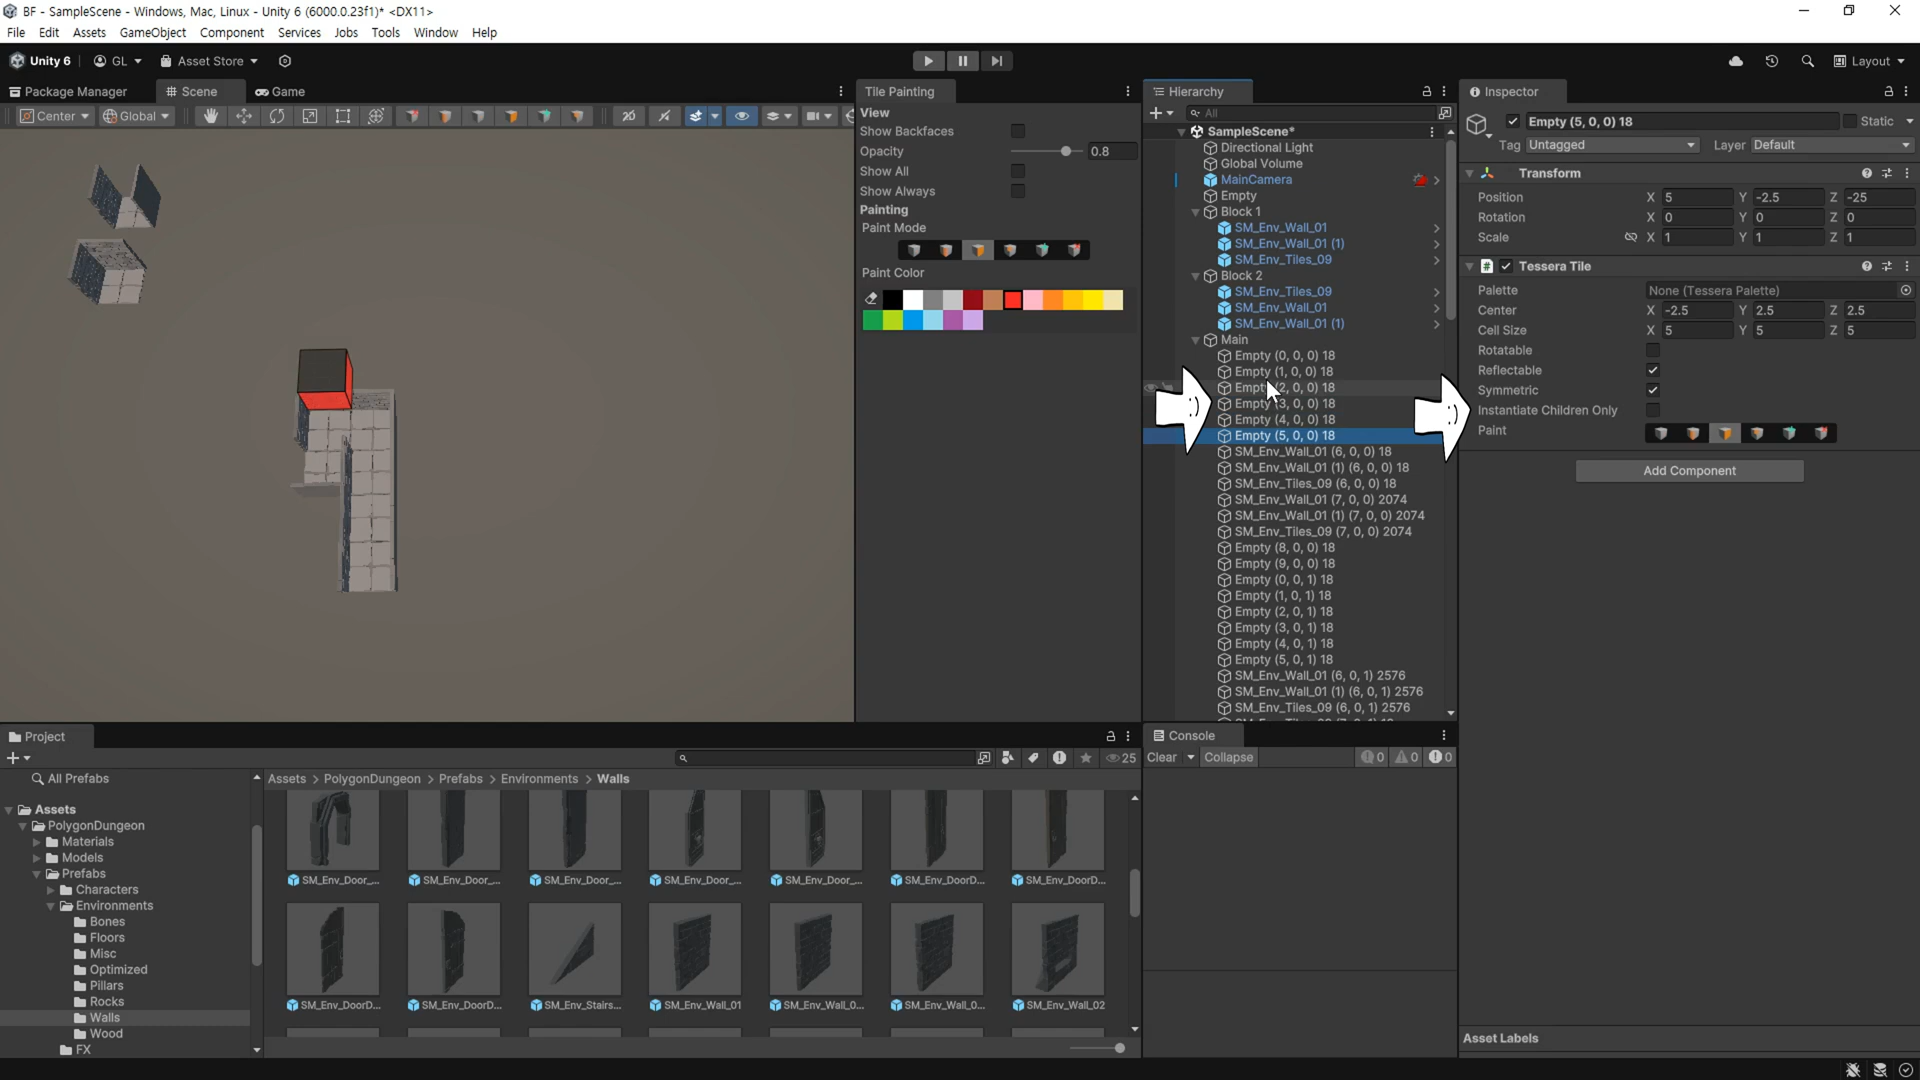 BF - SampleScene - Windows, Mac, Linux - Unity 6 (6000.0.23f1)* <DX11>
File Edit Assets GameObject Component Services Jobs Tools Window Help
Unity 6 GL Asset Store Layout
Package Manager Scene Game
Center Global
Tile Painting
View
Show Backfaces
Opacity 0.8
Show All
Show Always
Painting
Paint Mode
Paint Color
Hierarchy
All
SampleScene*
Directional Light
Global Volume
MainCamera
Empty
Block 1
SM_Env_Wall_01
SM_Env_Wall_01 (1)
SM_Env_Tiles_09
Block 2
SM_Env_Tiles_09
SM_Env_Wall_01
SM_Env_Wall_01 (1)
Main
Empty (0, 0, 0) 18
Empty (1, 0, 0) 18
Empty (2, 0, 0) 18
Empty (3, 0, 0) 18
Empty (4, 0, 0) 18
Empty (5, 0, 0) 18
SM_Env_Wall_01 (6, 0, 0) 18
SM_Env_Wall_01 (1) (6, 0, 0) 18
SM_Env_Tiles_09 (6, 0, 0) 18
SM_Env_Wall_01 (7, 0, 0) 2074
SM_Env_Wall_01 (1) (7, 0, 0) 2074
SM_Env_Tiles_09 (7, 0, 0) 2074
Empty (8, 0, 0) 18
Empty (9, 0, 0) 18
Empty (0, 0, 1) 18
Empty (1, 0, 1) 18
Empty (2, 0, 1) 18
Empty (3, 0, 1) 18
Empty (4, 0, 1) 18
Empty (5, 0, 1) 18
SM_Env_Wall_01 (6, 0, 1) 2576
SM_Env_Wall_01 (1) (6, 0, 1) 2576
SM_Env_Tiles_09 (6, 0, 1) 2576
Inspector
Empty (5, 0, 0) 18 Static
Tag Untagged Layer Default
Transform
Position X 5 Y -2.5 Z -25
Rotation X 0 Y 0 Z 0
Scale X 1 Y 1 Z 1
Tessera Tile
Palette None (Tessera Palette)
Center X -2.5 Y 2.5 Z 2.5
Cell Size X 5 Y 5 Z 5
Rotatable
Reflectable
Symmetric
Instantiate Children Only
Paint
Add Component
Asset Labels
Project
25
All Prefabs
Assets
PolygonDungeon
Materials
Models
Prefabs
Characters
Environments
Bones
Floors
Misc
Optimized
Pillars
Rocks
Walls
Wood
FX
Assets > PolygonDungeon > Prefabs > Environments > Walls
SM_Env_Door_... SM_Env_Door_... SM_Env_Door_... SM_Env_Door_... SM_Env_Door_... SM_Env_DoorD... SM_Env_DoorD...
SM_Env_DoorD... SM_Env_DoorD... SM_Env_Stairs... SM_Env_Wall_01 SM_Env_Wall_0... SM_Env_Wall_0... SM_Env_Wall_02
Console
Clear Collapse 0 0 0